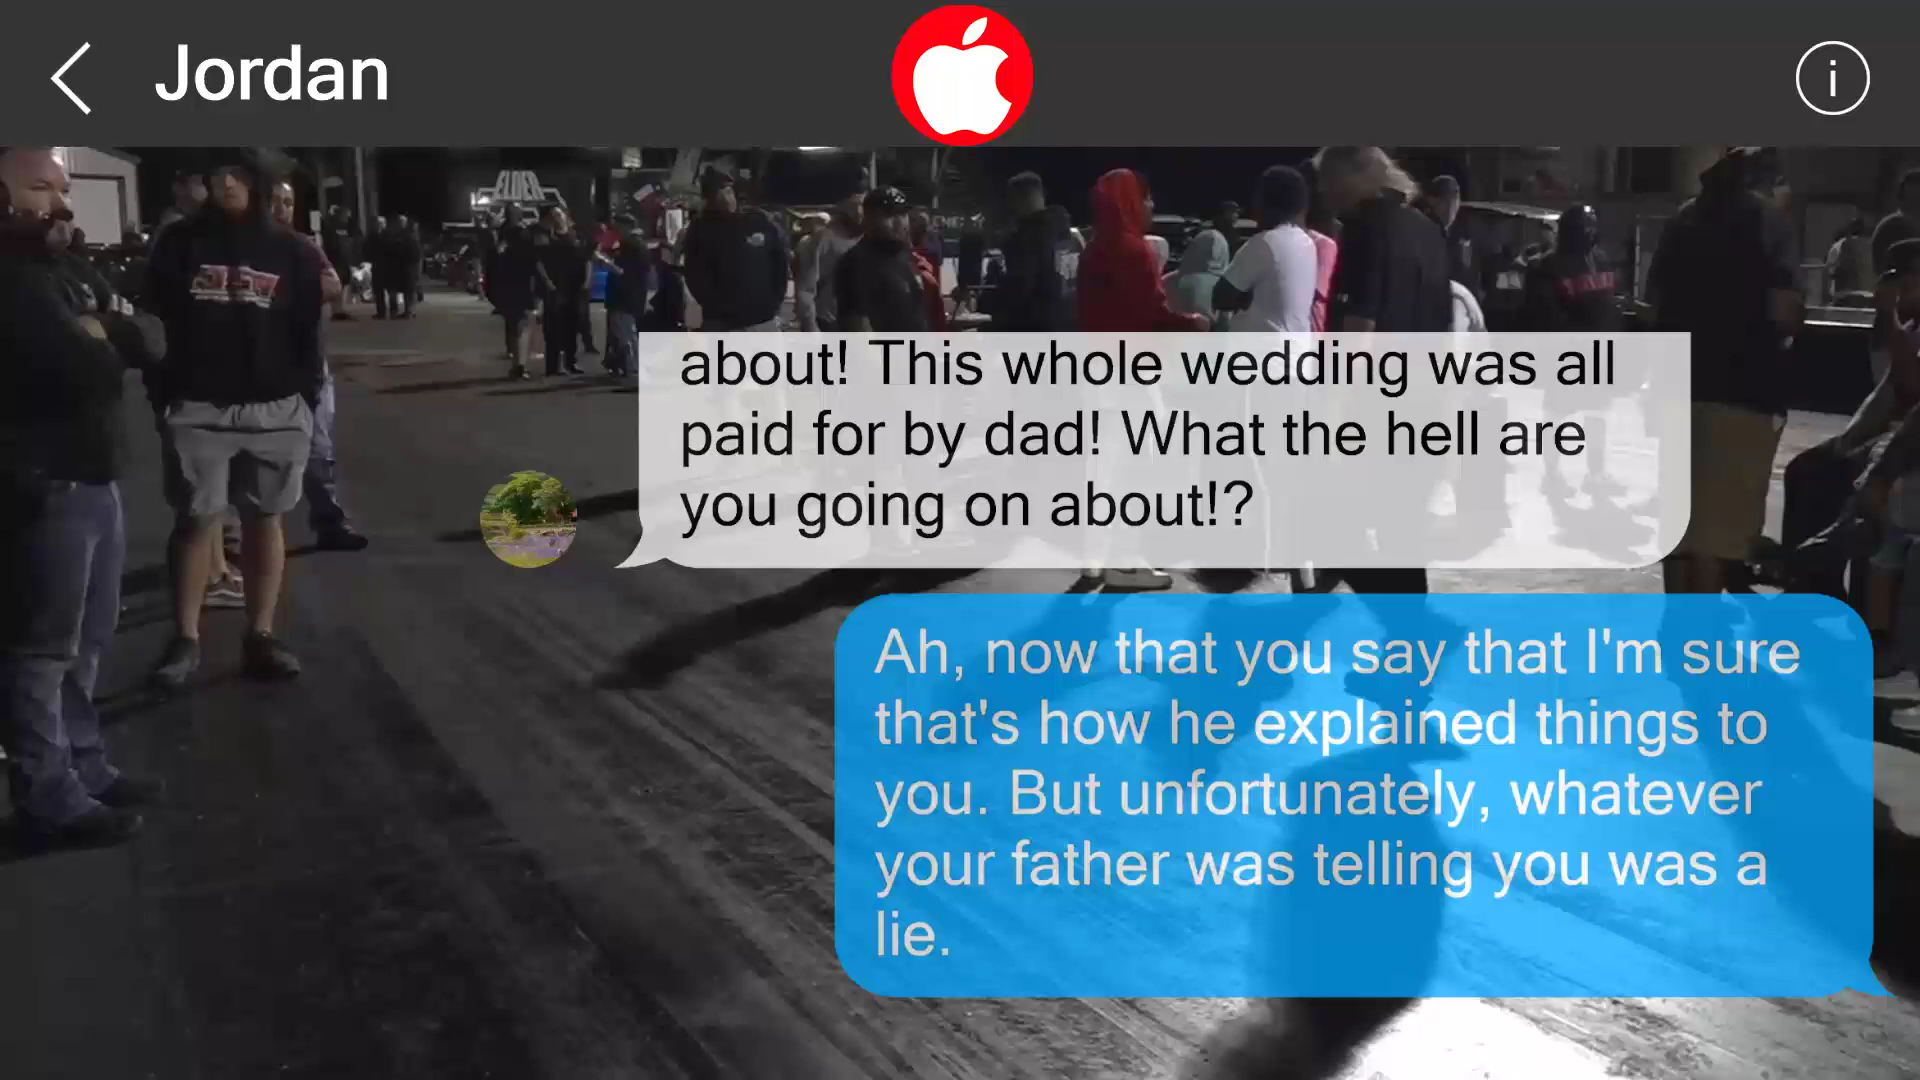 Jordan
i
ELDER
about! This whole wedding was all
paid for by dad! What the hell are
you going on about!?
Ah, now that you say that I'm sure
that's how he explained things to
you. But unfortunately, whatever
your father was telling you was a
lie.